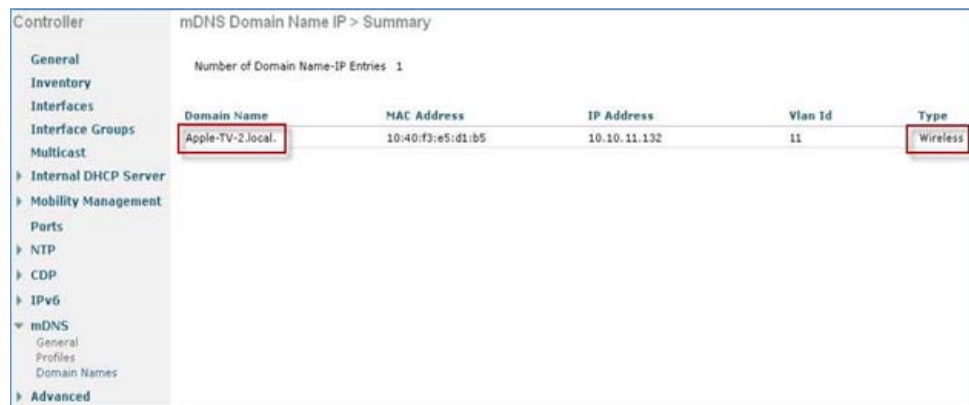 Controller
General
Inventory
Interfaces
Interface Groups
Multicast
Internal DHCP Server
Mobility Management
Ports
NTP
CDP
IPv6
mDNS
General
Profiles
Domain Names
Advanced
mDNS Domain Name IP > Summary
Number of Domain Name-IP Entries 1
Domain Name MAC Address IP Address Vlan Id Type
Apple-TV-2.local. 10:40:f3:e5:d1:b5 10.10.11.132 11 Wireless